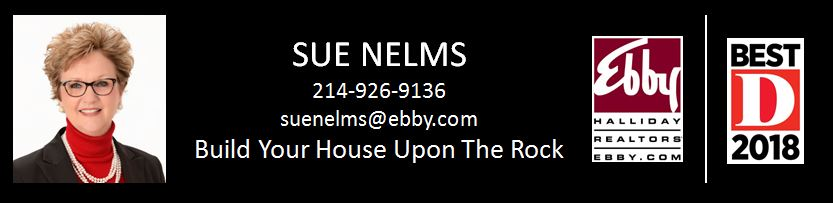 SUE NELMS
214-926-9136
suenelms@ebby.com
Build Your House Upon The Rock
Ebby
HALLIDAY
REALTORS
EBBY.COM
BEST
D
2018